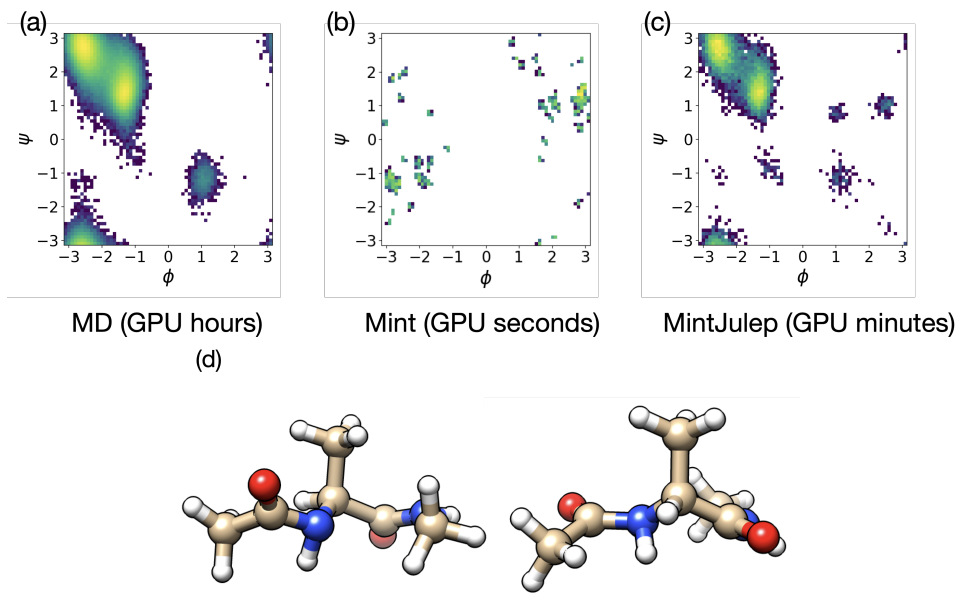 (a) (b) (c)
3 3 3
2 2 2
1 1 1
ψ 0 ψ 0 ψ 0
−1 −1 −1
−2 −2 −2
−3 −3 −3
−3 −2 −1 0 1 2 3 −3 −2 −1 0 1 2 3 −3 −2 −1 0 1 2 3
ϕ ϕ ϕ
MD (GPU hours) Mint (GPU seconds) MintJulep (GPU minutes)
(d)